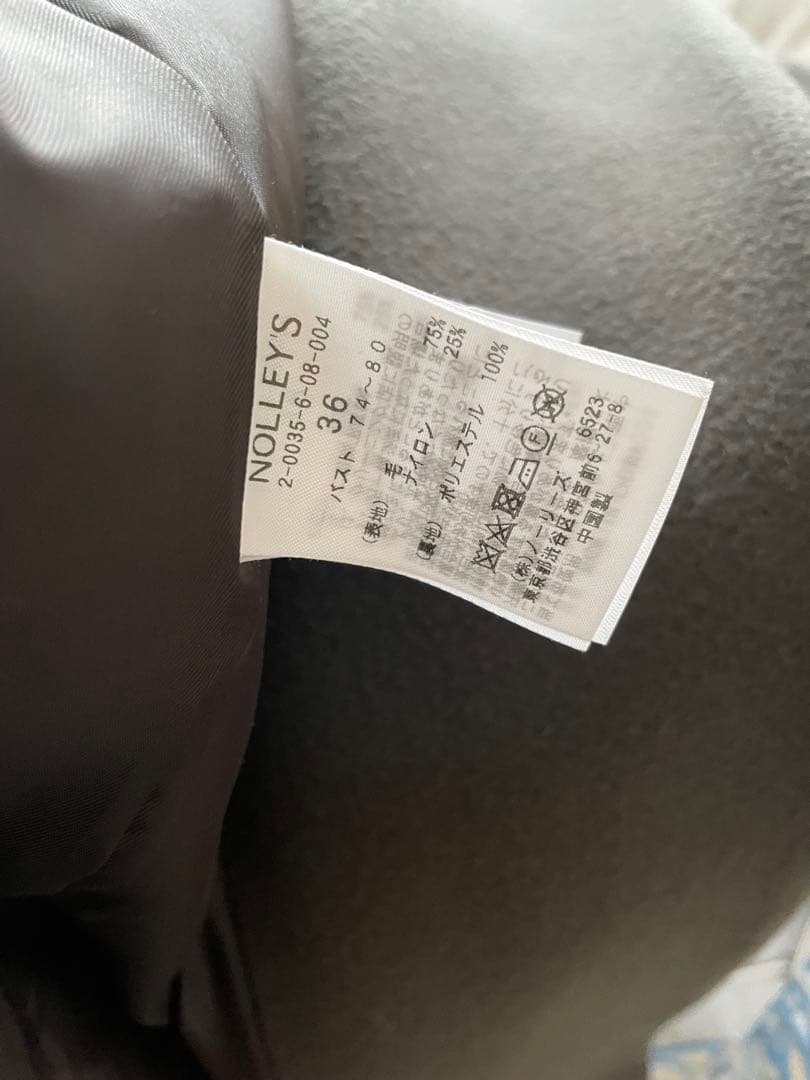 NOLLEY'S
2-0035-6-08-004
36
バスト 74～80
(表地) 毛 75%
ナイロン 25%
(裏地) ポリエステル 100%
F
(株)ノーリーズ 6523
東京都渋谷区神宮前6-27-8
中国製